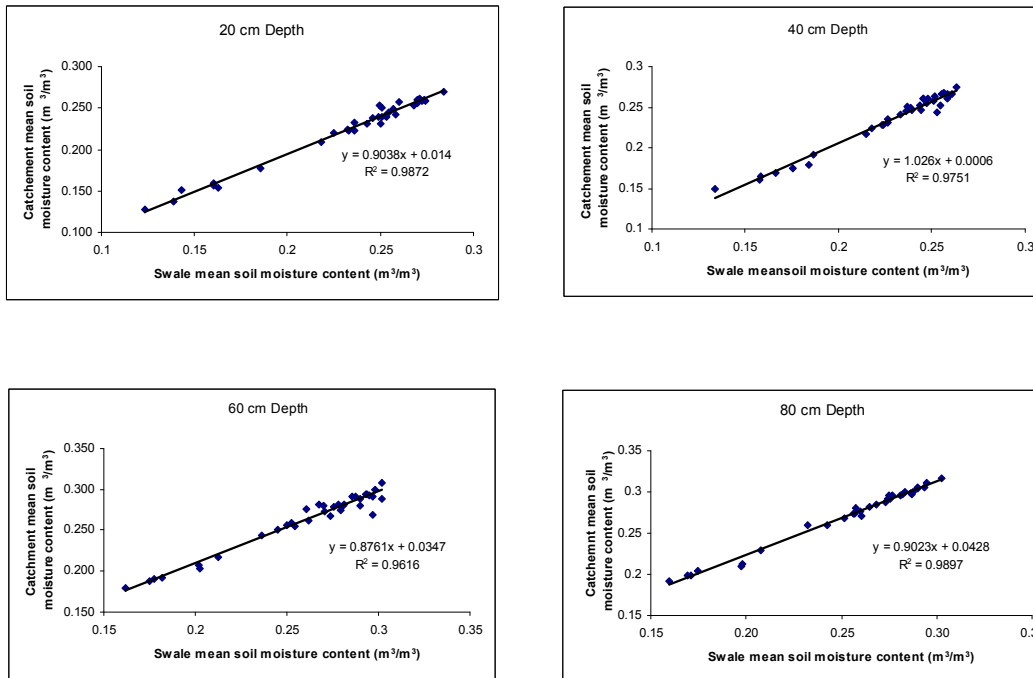 20 cm Depth
Catchement mean soil
moisture content (m ³/m³)
0.300
0.250
0.200
0.150
0.100
y = 0.9038x + 0.014
R² = 0.9872
0.1 0.15 0.2 0.25 0.3
Swale mean soil moisture content (m³/m³)
40 cm Depth
Catchment mean soil
moisture content (m ³/m³)
0.3
0.25
0.2
0.15
0.1
y = 1.026x + 0.0006
R² = 0.9751
0.1 0.15 0.2 0.25 0.3
Swale meansoil moisture content (m³/m³)
60 cm Depth
Catchment mean soil
moisture content (m ³/m³)
0.350
0.300
0.250
0.200
0.150
y = 0.8761x + 0.0347
R² = 0.9616
0.15 0.2 0.25 0.3 0.35
Swale mean soil moisture content (m³/m³)
80 cm Depth
Catchemnt mean soil
moisture content (m ³/m³)
0.35
0.3
0.25
0.2
0.15
y = 0.9023x + 0.0428
R² = 0.9897
0.15 0.20 0.25 0.30 0.35
Swale mean soil moisture content (m³/m³)